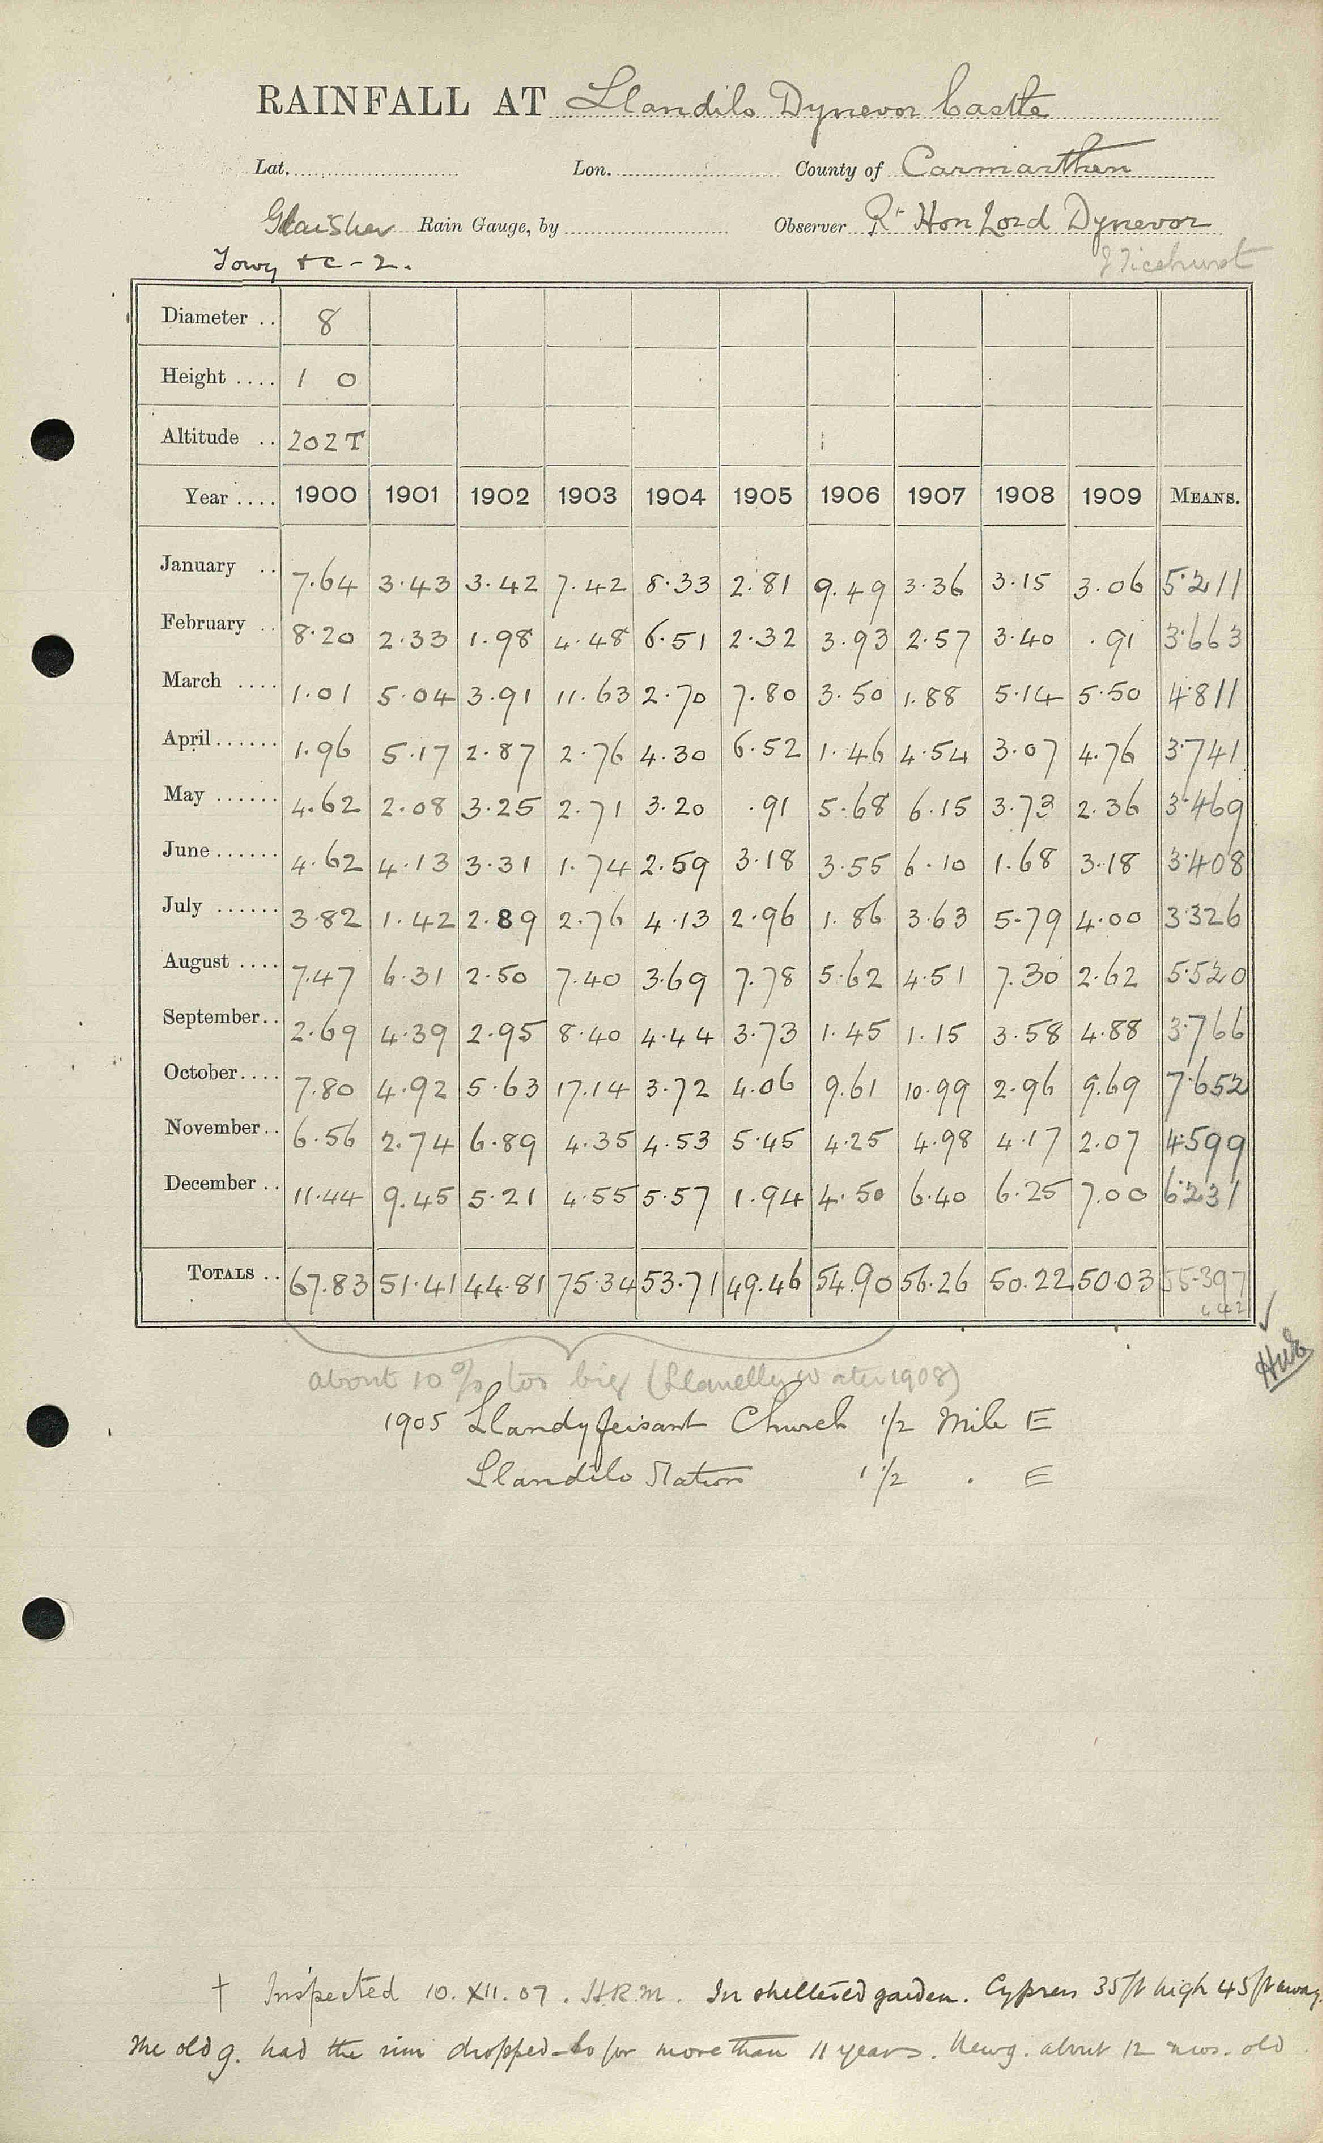 RAINFALL AT Llandilo Dynevor Castle
Lat. Lon. County of Carmarthen
Glaisher Rain Gauge, by Observer Rt Hon Lord Dynevor
Towy &c - 2. J Ticehurst
Diameter .. 8
Height .... 1 0
Altitude .. 202 T
Year .... 1900 1901 1902 1903 1904 1905 1906 1907 1908 1909 MEANS.
January .. 7.64 3.43 3.42 7.42 8.33 2.81 9.49 3.36 3.15 3.06 5.211
February .. 8.20 2.33 1.98 4.48 6.51 2.32 3.93 2.57 3.40 .91 3.663
March .... 1.01 5.04 3.91 11.63 2.70 7.80 3.50 1.88 5.14 5.50 4.811
April...... 1.96 5.17 2.87 2.76 4.30 6.52 1.46 4.54 3.07 4.76 3.741
May ...... 4.62 2.08 3.25 2.71 3.20 .91 5.68 6.15 3.73 2.36 3.469
June...... 4.62 4.13 3.31 1.74 2.59 3.18 3.55 6.10 1.68 3.18 3.408
July ...... 3.82 1.42 2.89 2.76 4.13 2.96 1.86 3.63 5.79 4.00 3.326
August .... 7.47 6.31 2.50 7.40 3.69 7.78 5.62 4.51 7.30 2.62 5.520
September.. 2.69 4.39 2.95 8.40 4.44 3.73 1.45 1.15 3.58 4.88 3.766
October.... 7.80 4.92 5.63 17.14 3.72 4.06 9.61 10.99 2.96 9.69 7.652
November.. 6.56 2.74 6.89 4.35 4.53 5.45 4.25 4.98 4.17 2.07 4.599
December .. 11.44 9.45 5.21 4.55 5.57 1.94 4.50 6.40 6.25 7.00 6.231
TOTALS .. 67.83 51.41 44.81 75.34 53.71 49.46 54.90 56.26 50.22 50.03 55.397
about 10 % too big (Llanelly Water 1908)
1905 Llandyfeisant Church 1/2 Mile E
Llandilo Station 1 1/2 . E
† Inspected 10. XII. 07. H.R.M. In sheltered garden. Cypress 35 ft high 45 ft away.
The old g. had the rim dropped for more than 11 years. New g. about 12 mos. old